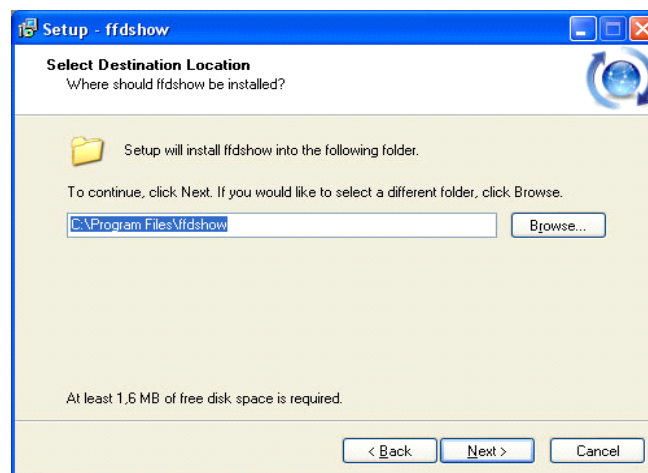 Setup - ffdshow
Select Destination Location
Where should ffdshow be installed?
Setup will install ffdshow into the following folder.
To continue, click Next. If you would like to select a different folder, click Browse.
C:\Program Files\ffdshow
Browse...
At least 1,6 MB of free disk space is required.
< Back
Next >
Cancel